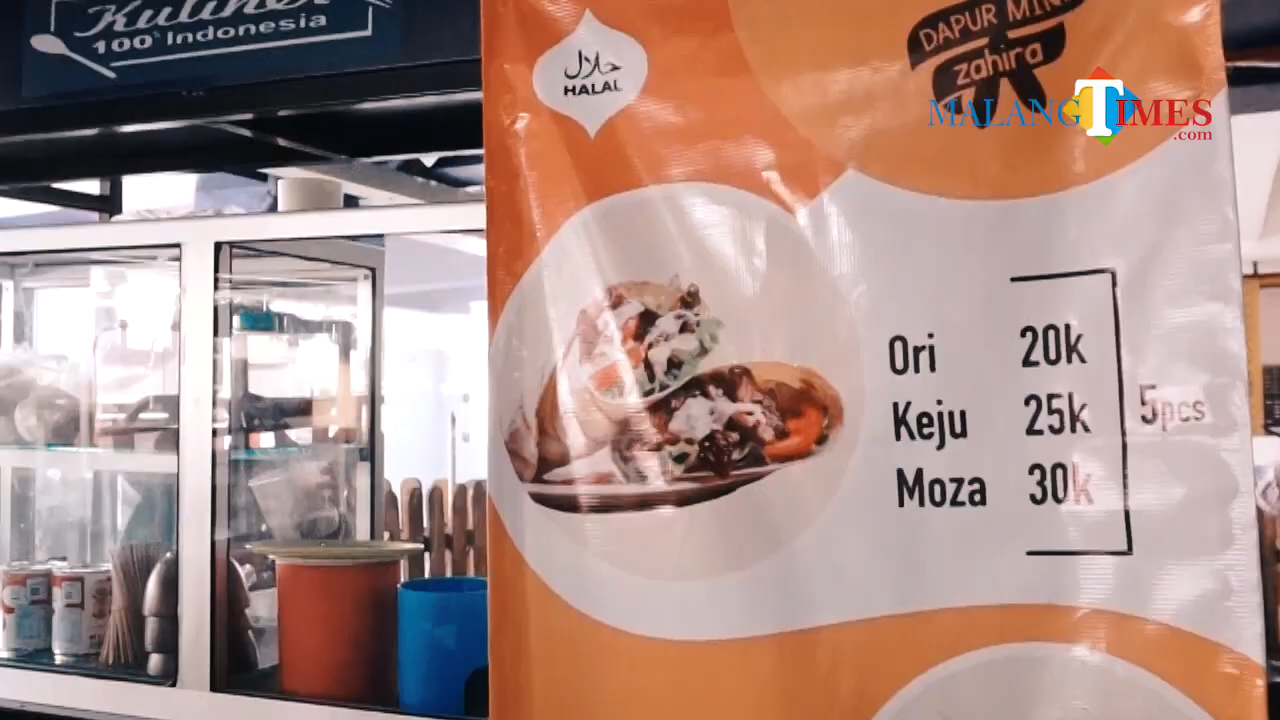 Kuliner
100% Indonesia
حلال
HALAL
DAPUR MINI
zahira
MALANGTIMES
.com
Ori 20k
Keju 25k
Moza 30k
5pcs